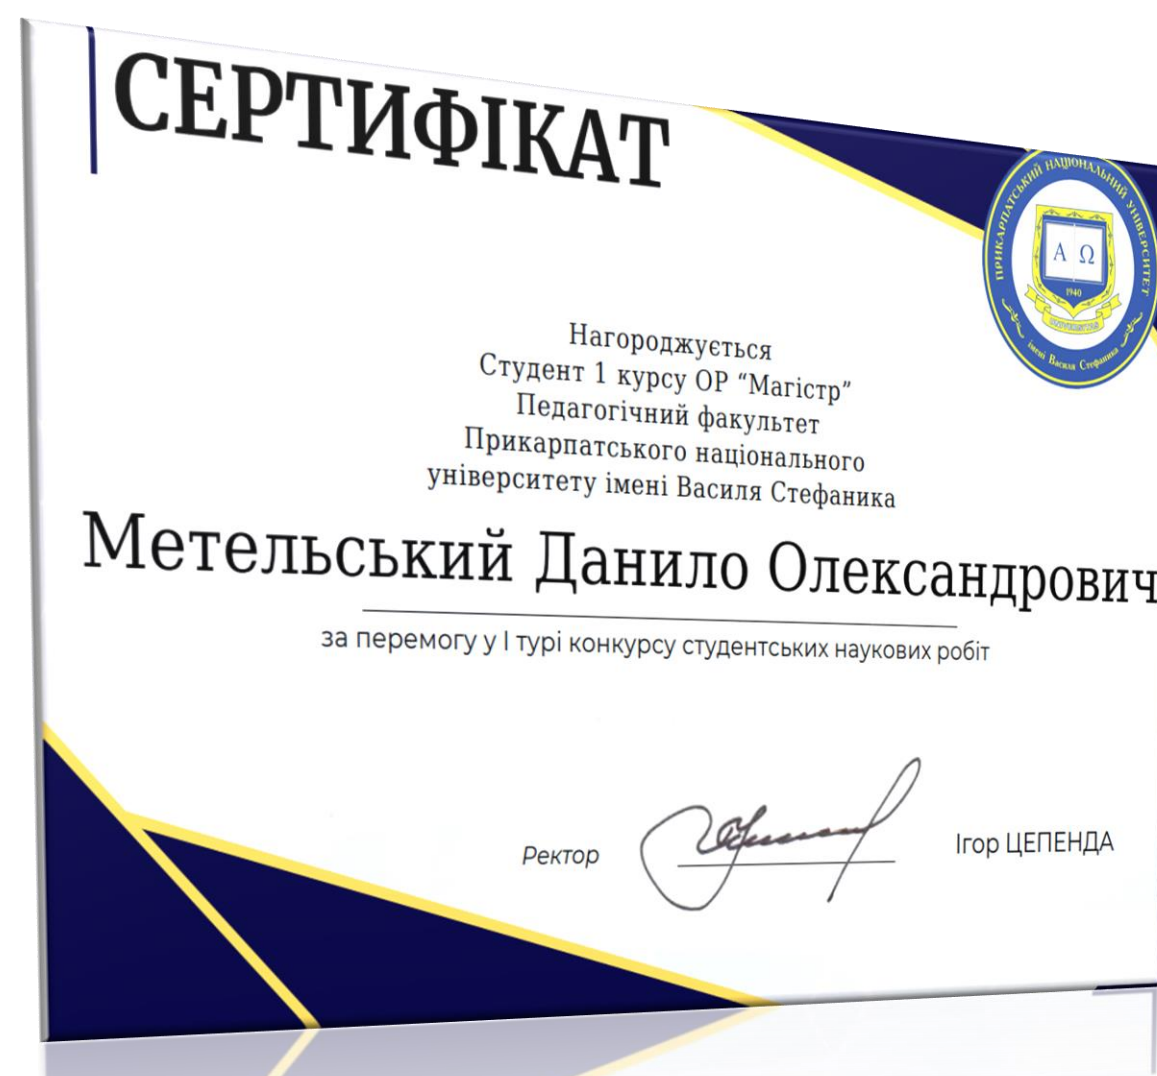 СЕРТИФІКАТ
ПРИКАРПАТСЬКИЙ НАЦІОНАЛЬНИЙ УНІВЕРСИТЕТ
Α Ω
1940
UNIVERSITAS
імені Василя Стефаника
Нагороджується
Студент 1 курсу ОР “Магістр”
Педагогічний факультет
Прикарпатського національного
університету імені Василя Стефаника
Метельський Данило Олександрович
за перемогу у І турі конкурсу студентських наукових робіт
Ректор
Ігор ЦЕПЕНДА